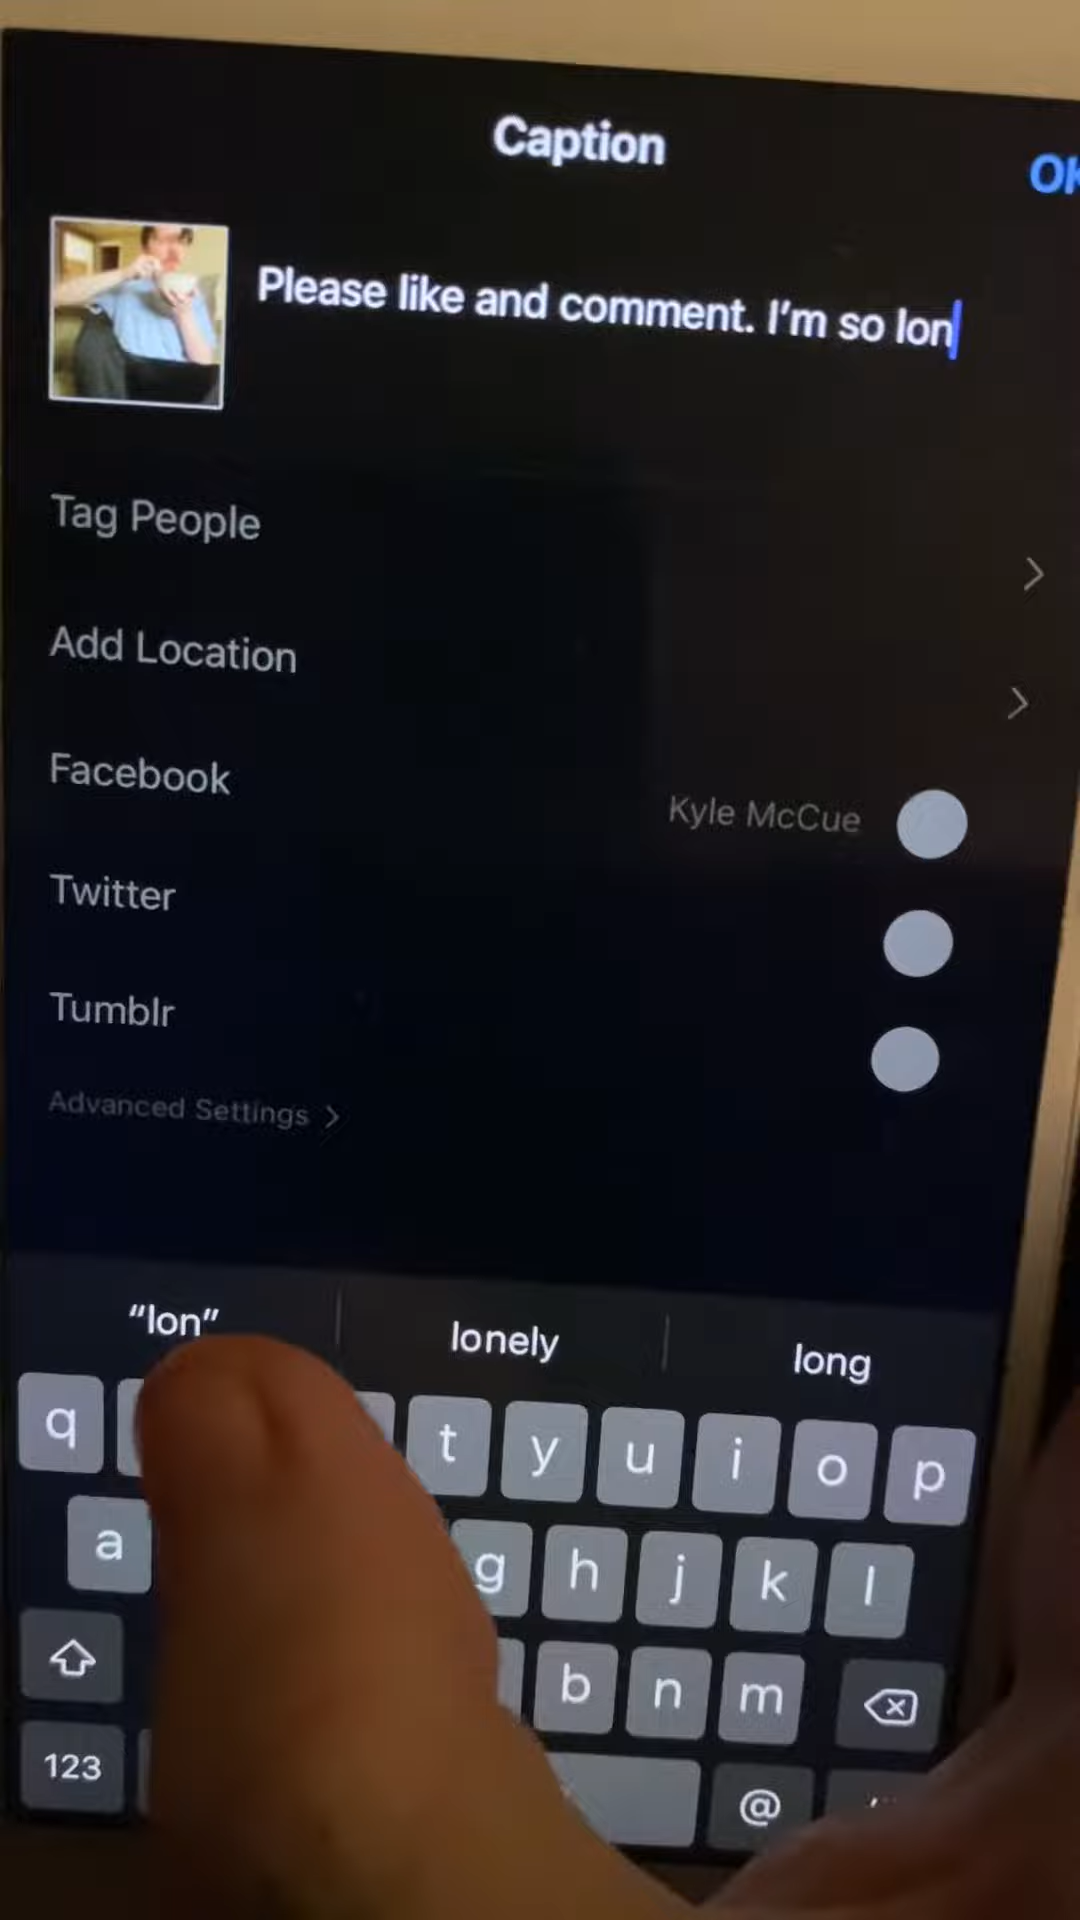 Caption
OK
Please like and comment. I'm so lon
Tag People
Add Location
Facebook
Kyle McCue
Twitter
Tumblr
Advanced Settings
"lon" lonely long
q t y u i o p
a g h j k l
b n m
123 @